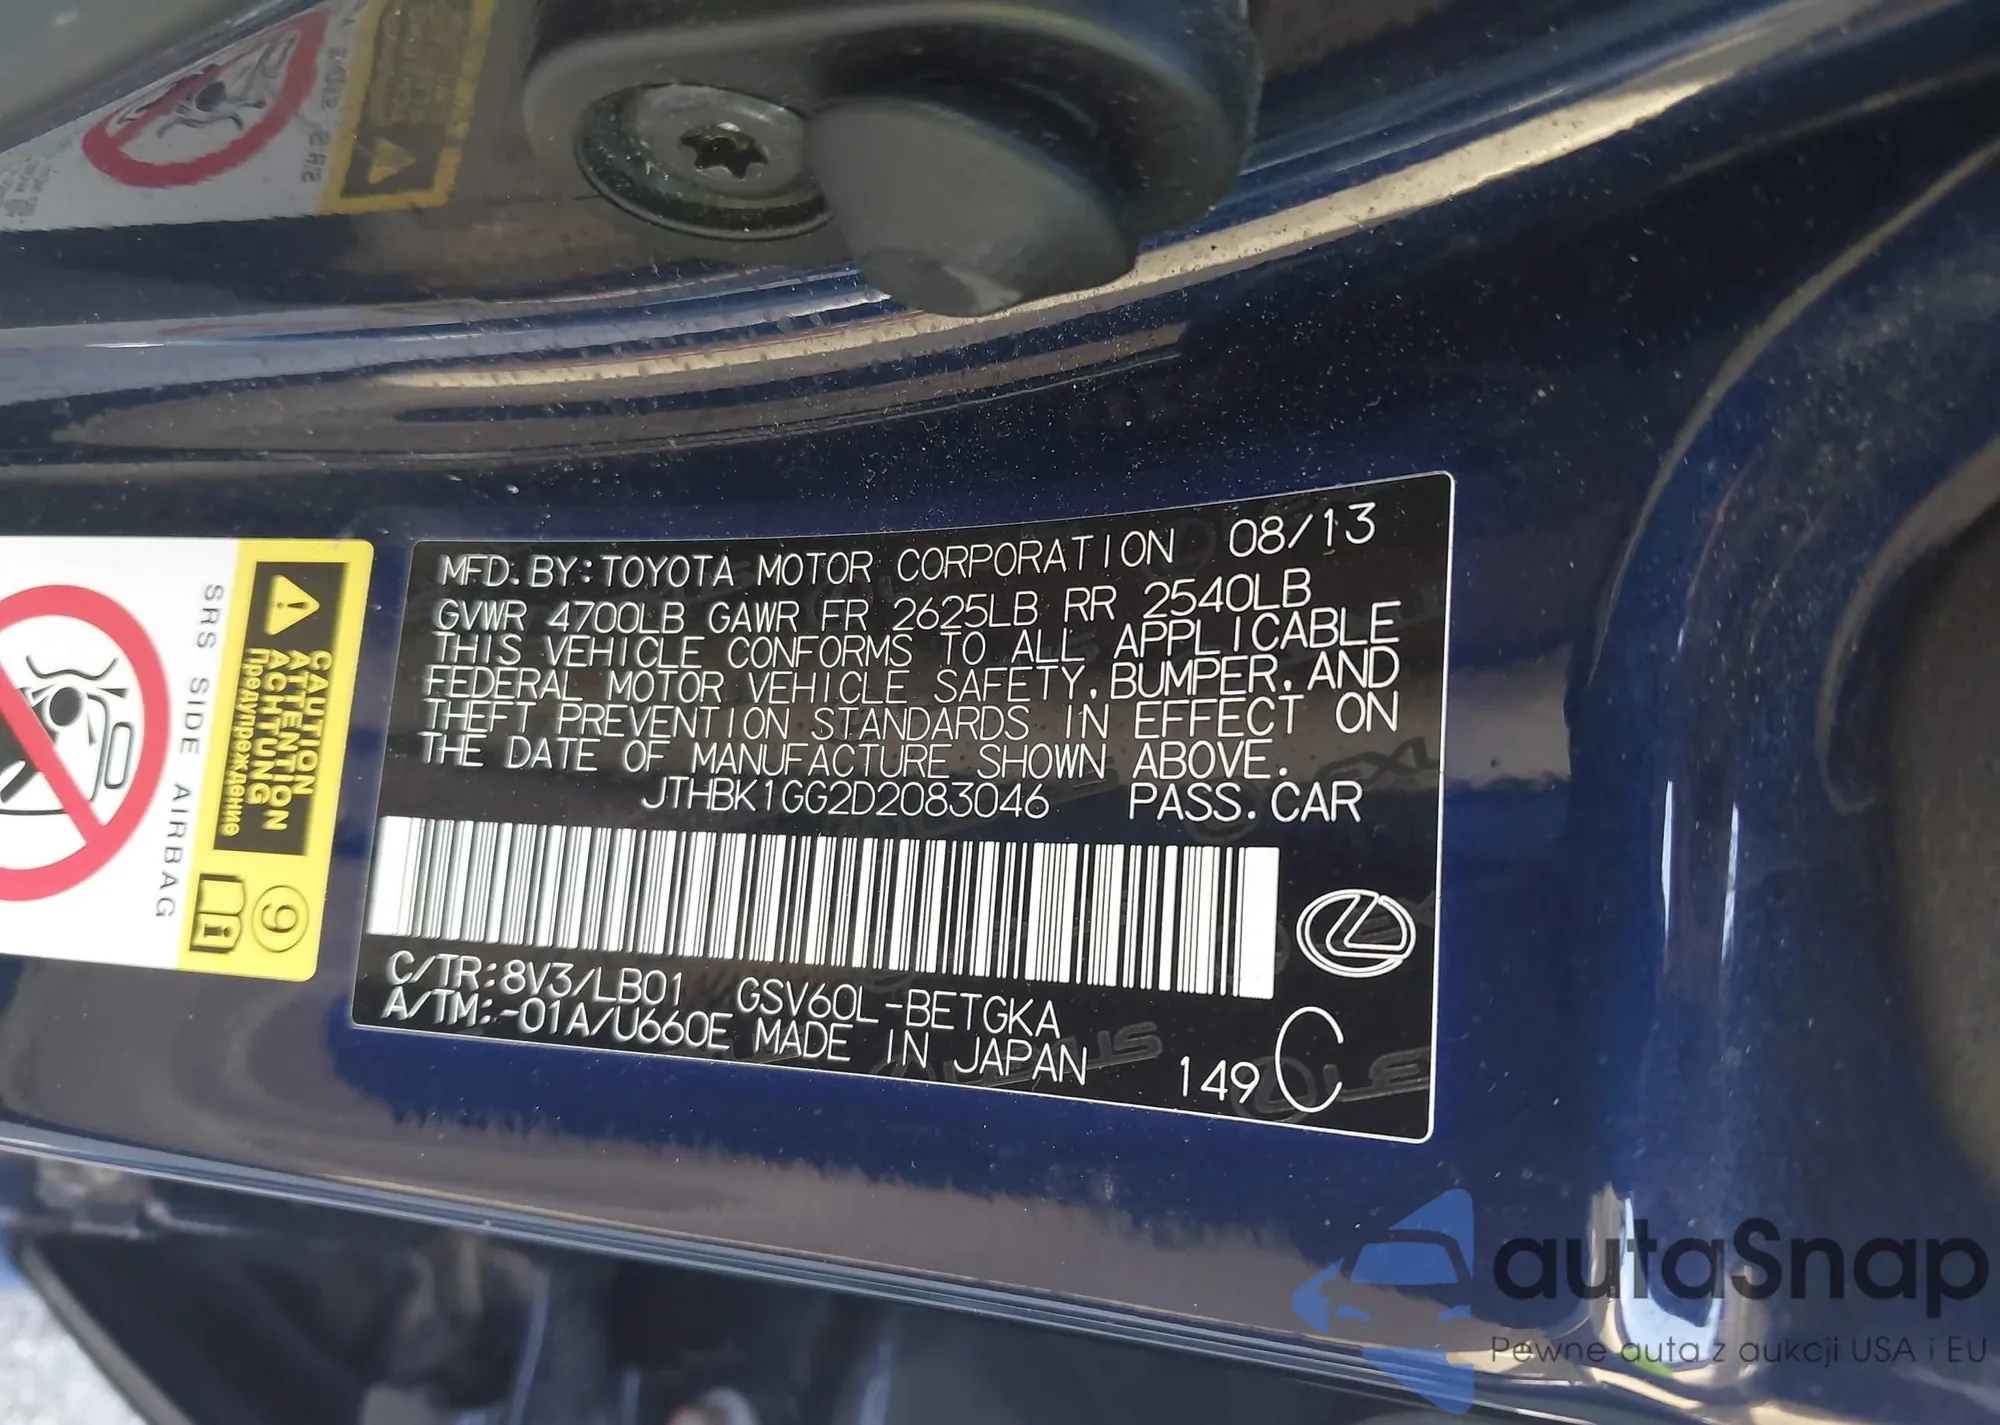 MFD. BY: TOYOTA MOTOR CORPORATION 08/13
GVWR 4700LB GAWR FR 2625LB RR 2540LB
THIS VEHICLE CONFORMS TO ALL APPLICABLE
FEDERAL MOTOR VEHICLE SAFETY, BUMPER, AND
THEFT PREVENTION STANDARDS IN EFFECT ON
THE DATE OF MANUFACTURE SHOWN ABOVE.
JTHBK1GG2D2083046 PASS. CAR
C/TR: 8V3/LB01 GSV60L-BETGKA
A/TM: -01A/U660E MADE IN JAPAN 149 C
CAUTION
ATTENTION
ACHTUNG
Предупреждение
9
SRS SIDE AIRBAG
autaSnap
Pewne auta z aukcji USA i EU